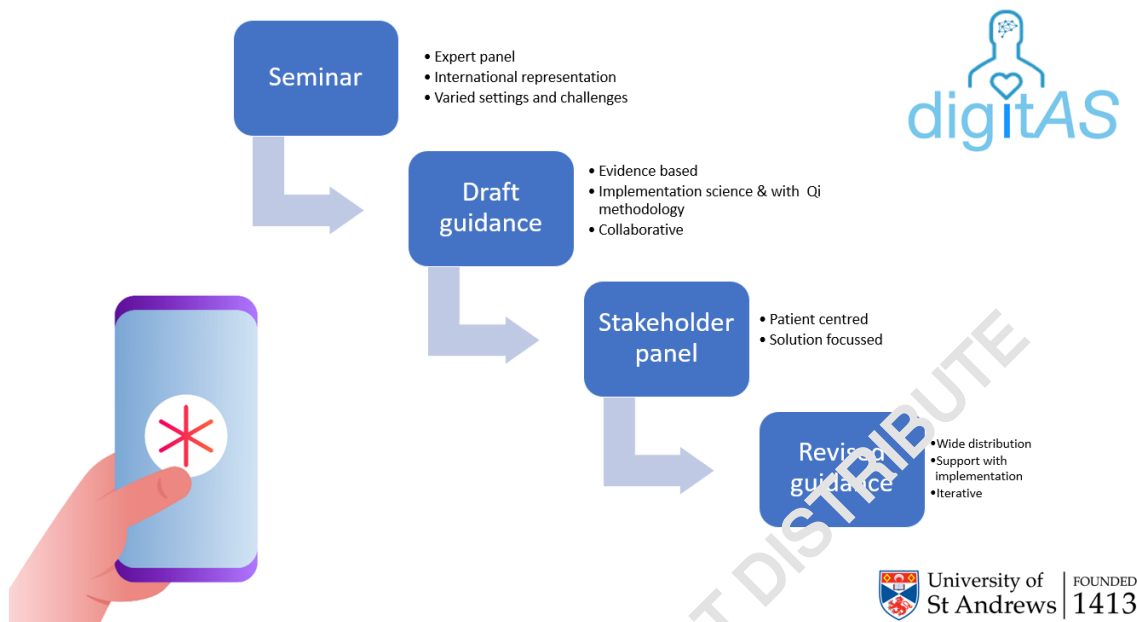 Seminar
• Expert panel
• International representation
• Varied settings and challenges
digitAS
Draft
guidance
• Evidence based
• Implementation science & with Qi
methodology
• Collaborative
Stakeholder
panel
• Patient centred
• Solution focussed
Revised
guidance
•Wide distribution
•Support with
implementation
•Iterative
T DISTRIBUTE
University of
St Andrews
FOUNDED
1413